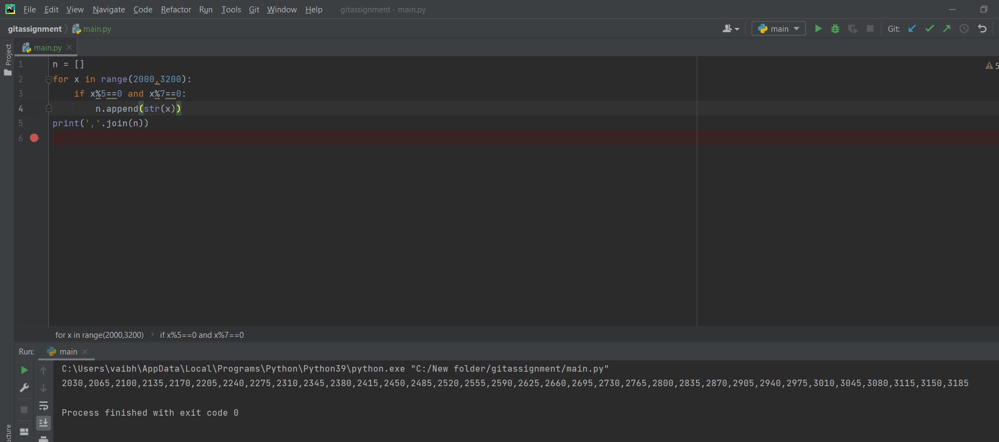 PC File Edit View Navigate Code Refactor Run Tools Git Window Help gitassignment - main.py
gitassignment main.py main Git:
Project
main.py
1 n = []
2 for x in range(2000,3200):
3     if x%5==0 and x%7==0:
4         n.append(str(x))
5 print(','.join(n))
6
5
for x in range(2000,3200) › if x%5==0 and x%7==0
Run: main
C:\Users\vaibh\AppData\Local\Programs\Python\Python39\python.exe "C:/New folder/gitassignment/main.py"
2030,2065,2100,2135,2170,2205,2240,2275,2310,2345,2380,2415,2450,2485,2520,2555,2590,2625,2660,2695,2730,2765,2800,2835,2870,2905,2940,2975,3010,3045,3080,3115,3150,3185
Process finished with exit code 0
ucture